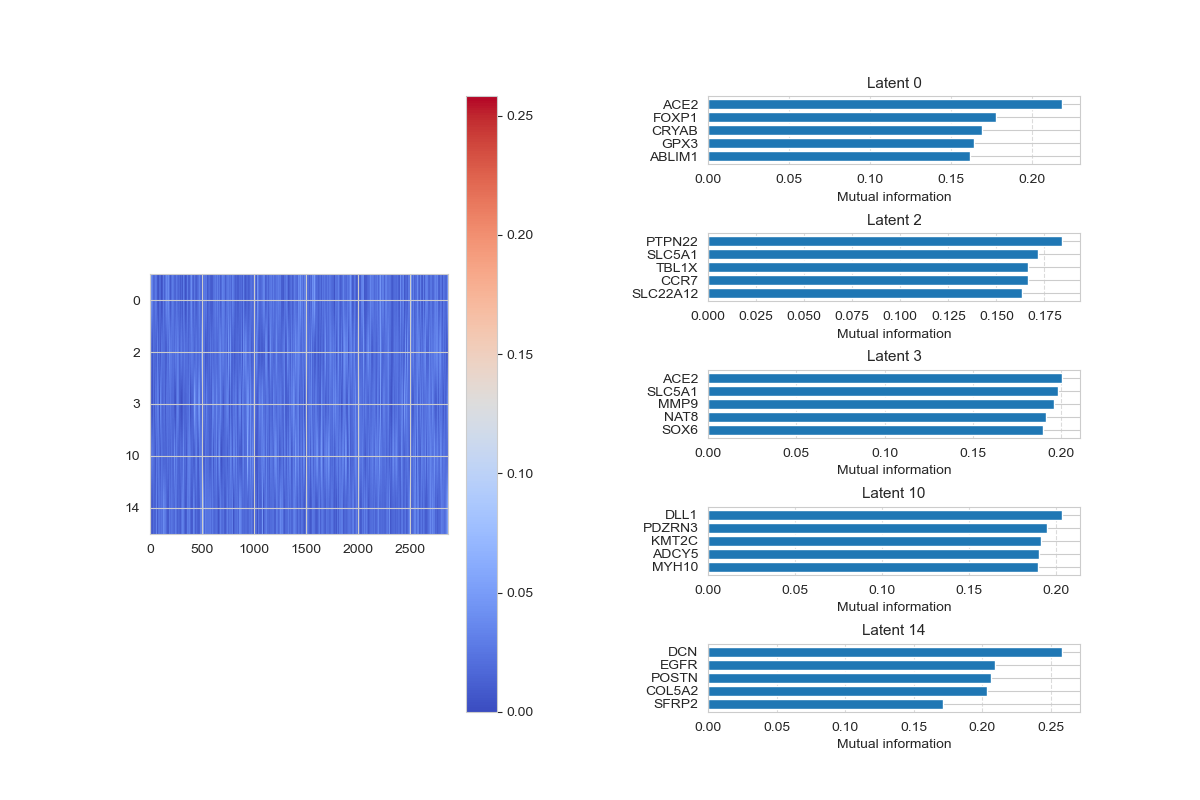 0
2
3
10
14
0 500 1000 1500 2000 2500
0.25
0.20
0.15
0.10
0.05
0.00
Latent 0
ACE2
FOXP1
CRYAB
GPX3
ABLIM1
0.00 0.05 0.10 0.15 0.20
Mutual information
Latent 2
PTPN22
SLC5A1
TBL1X
CCR7
SLC22A12
0.000 0.025 0.050 0.075 0.100 0.125 0.150 0.175
Mutual information
Latent 3
ACE2
SLC5A1
MMP9
NAT8
SOX6
0.00 0.05 0.10 0.15 0.20
Mutual information
Latent 10
DLL1
PDZRN3
KMT2C
ADCY5
MYH10
0.00 0.05 0.10 0.15 0.20
Mutual information
Latent 14
DCN
EGFR
POSTN
COL5A2
SFRP2
0.00 0.05 0.10 0.15 0.20 0.25
Mutual information